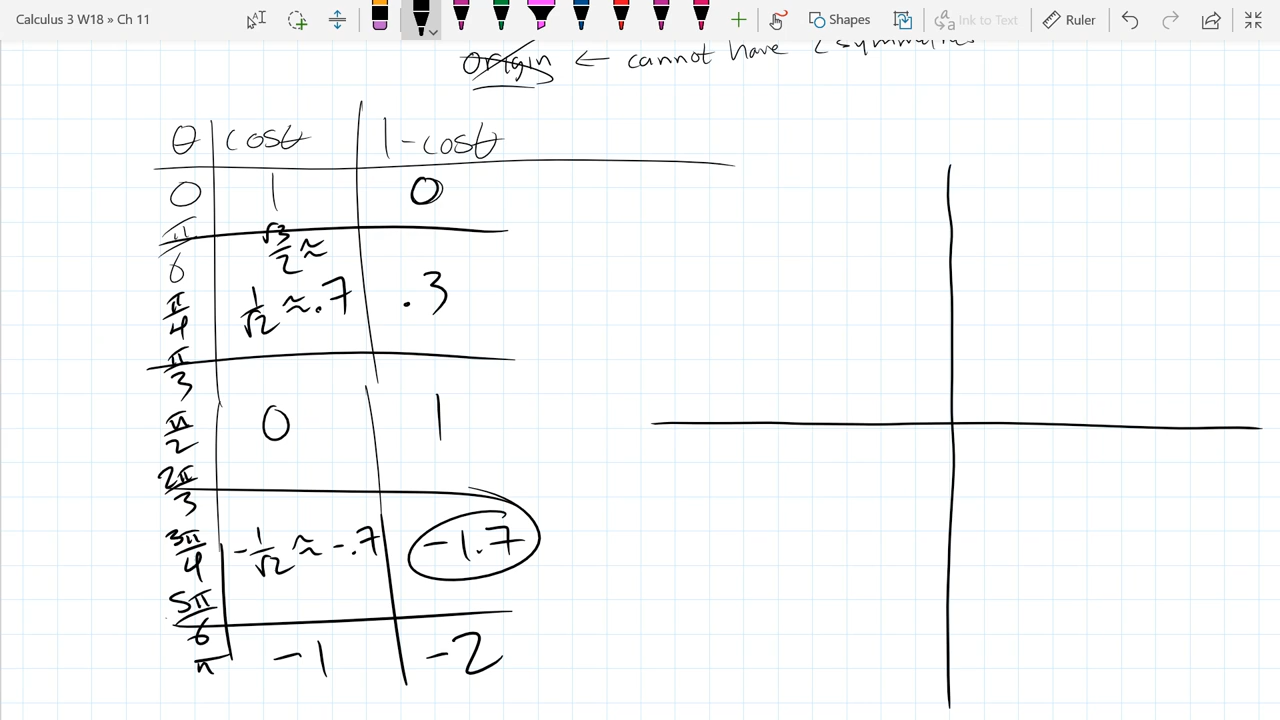 Calculus 3 W18 » Ch 11
Shapes
Ink to Text
Ruler
origin ← cannot have 2 symmetries
θ cosθ 1-cosθ
0 1 0
π/6 √3/2 ≈
π/4 1/√2 ≈ .7 .3
π/3
π/2 0 1
2π/3
3π/4 -1/√2 ≈ -.7 -1.7
5π/6
π -1 -2